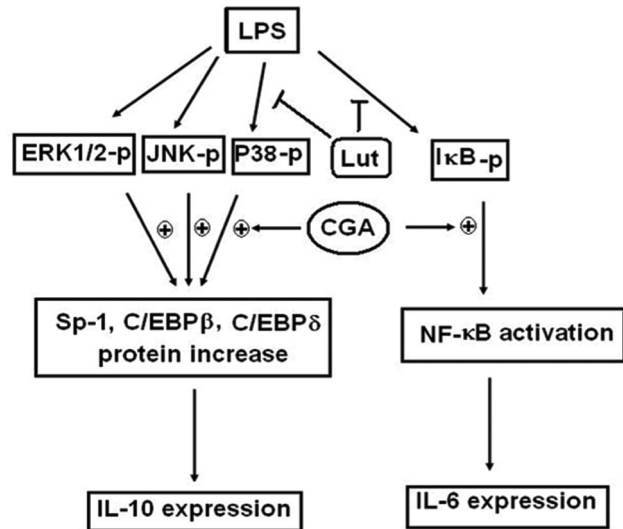 LPS
ERK1/2-p
JNK-p
P38-p
Lut
IκB-p
⊕
⊕
⊕
CGA
⊕
Sp-1, C/EBPβ, C/EBPδ
protein increase
NF-κB activation
IL-10 expression
IL-6 expression